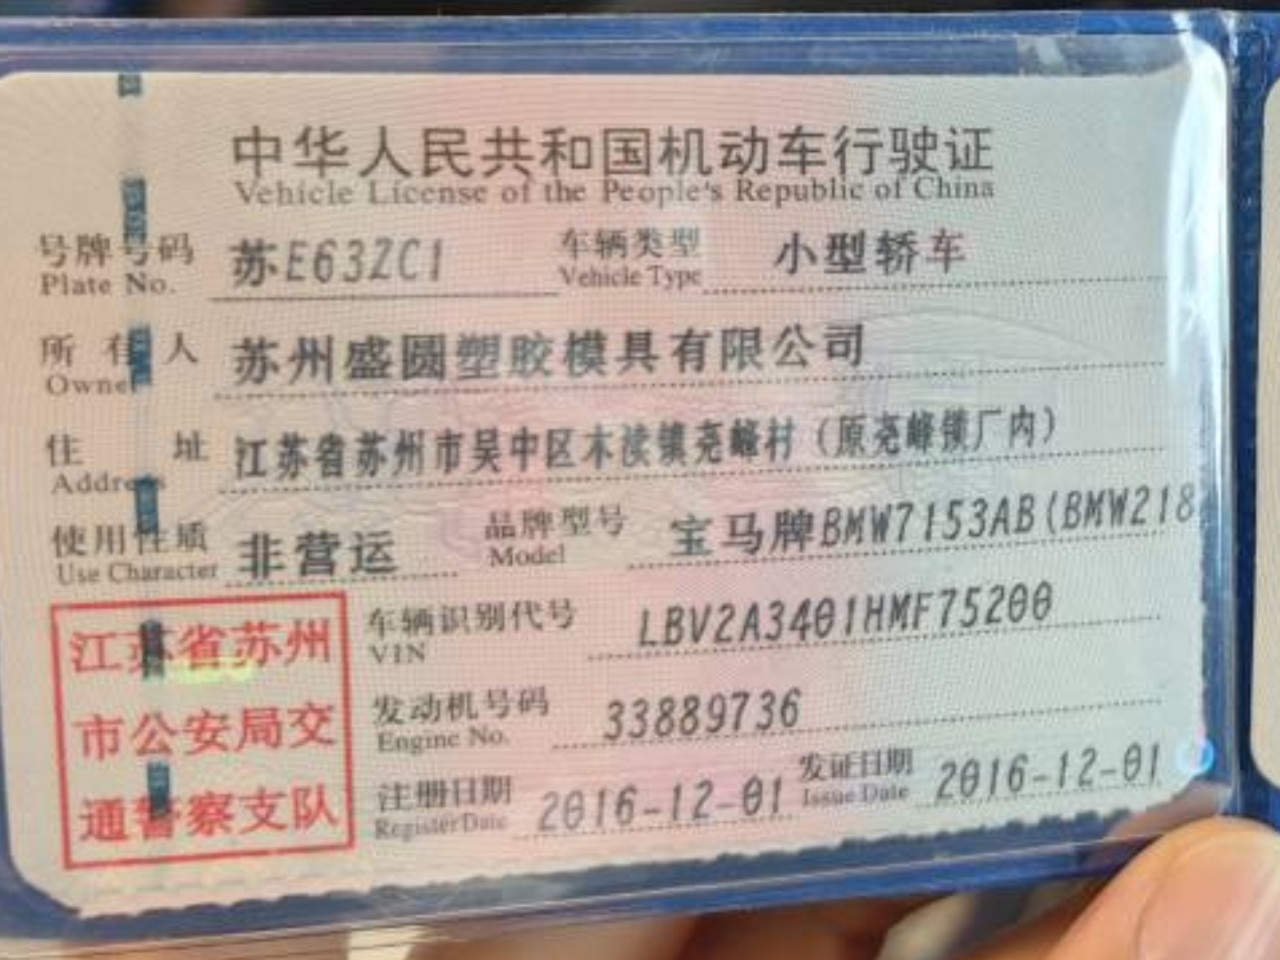 中华人民共和国机动车行驶证
Vehicle License of the People's Republic of China
号牌号码 苏E63ZC1 车辆类型 小型轿车
Plate No. Vehicle Type
所有人 苏州盛圆塑胶模具有限公司
Owner
住址 江苏省苏州市吴中区木渎镇尧峰村（原尧峰镁厂内）
Address
使用性质 非营运 品牌型号 宝马牌BMW7153AB(BMW218
Use Character Model
车辆识别代号 LBV2A3401HMF75200
VIN
发动机号码 33889736
Engine No.
注册日期 2016-12-01 发证日期 2016-12-01
Register Date Issue Date
江苏省苏州
市公安局交
通警察支队